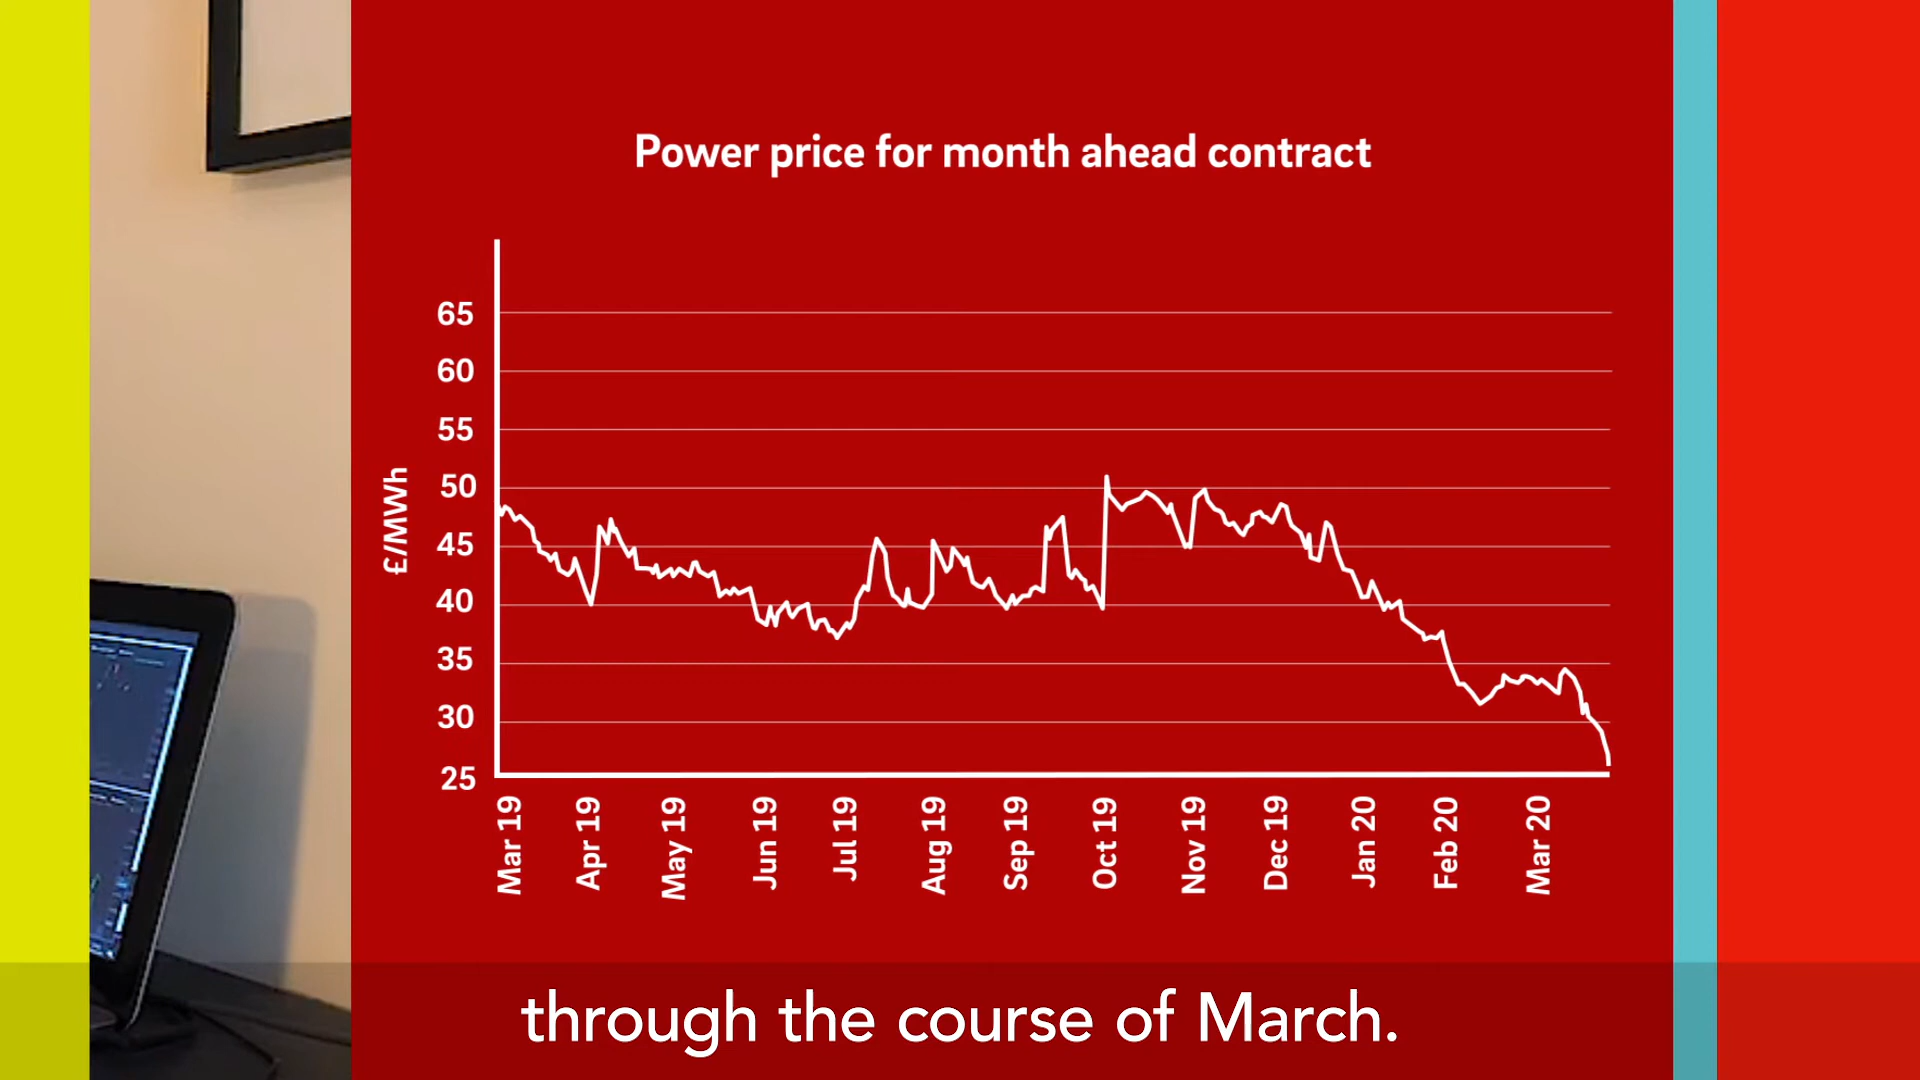 Power price for month ahead contract
£/MWh
65
60
55
50
45
40
35
30
25
Mar 19
Apr 19
May 19
Jun 19
Jul 19
Aug 19
Sep 19
Oct 19
Nov 19
Dec 19
Jan 20
Feb 20
Mar 20
through the course of March.